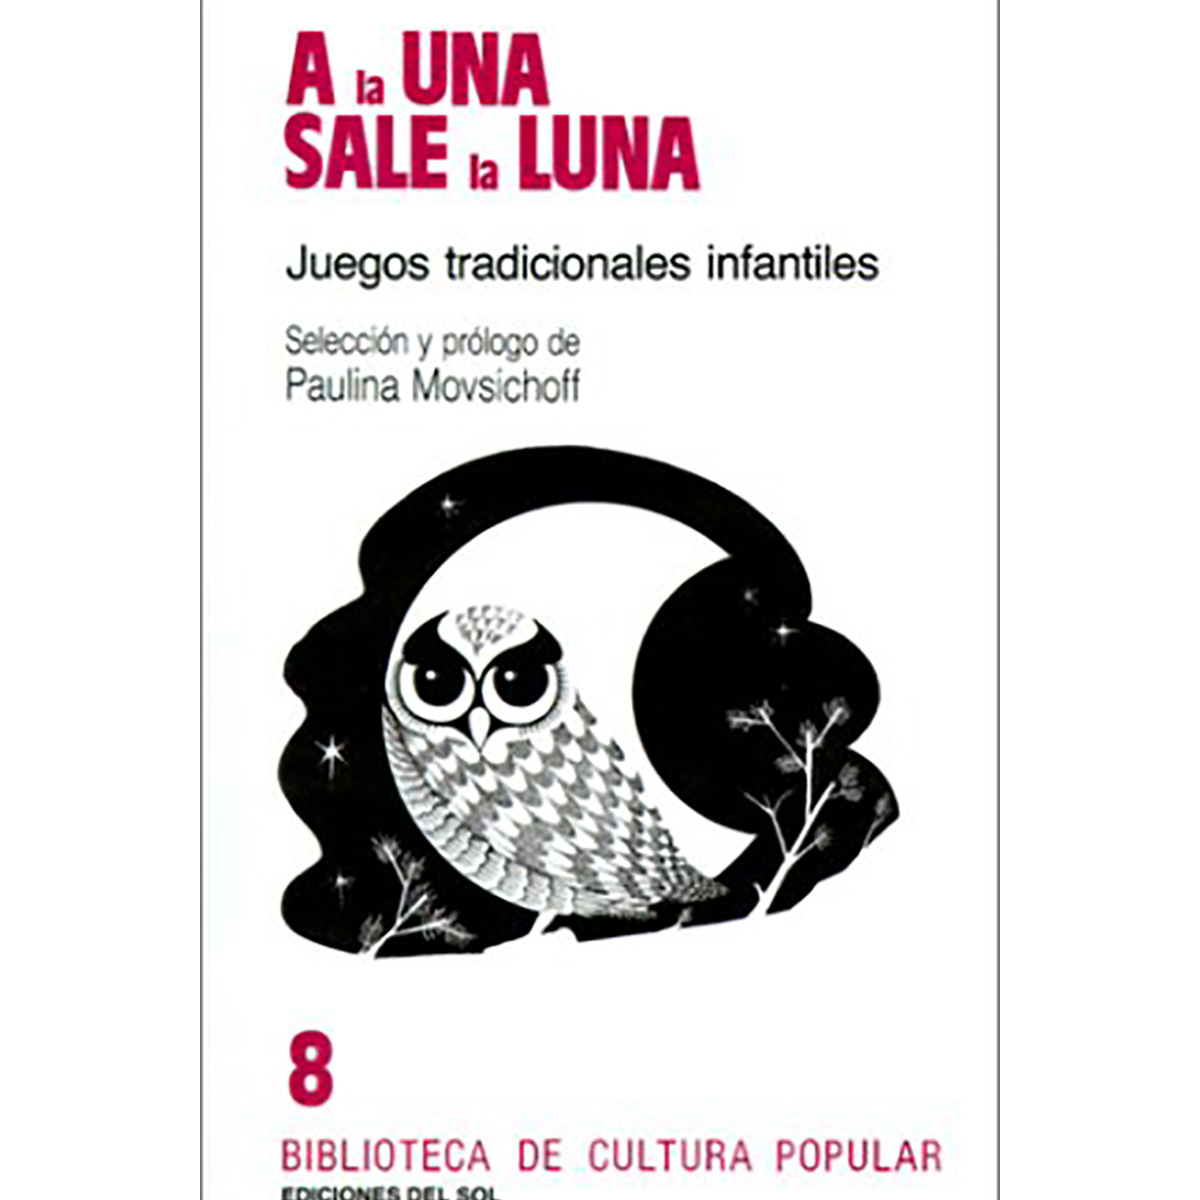 A la UNA
SALE la LUNA
Juegos tradicionales infantiles
Selección y prólogo de
Paulina Movsichoff
8
BIBLIOTECA DE CULTURA POPULAR
EDICIONES DEL SOL